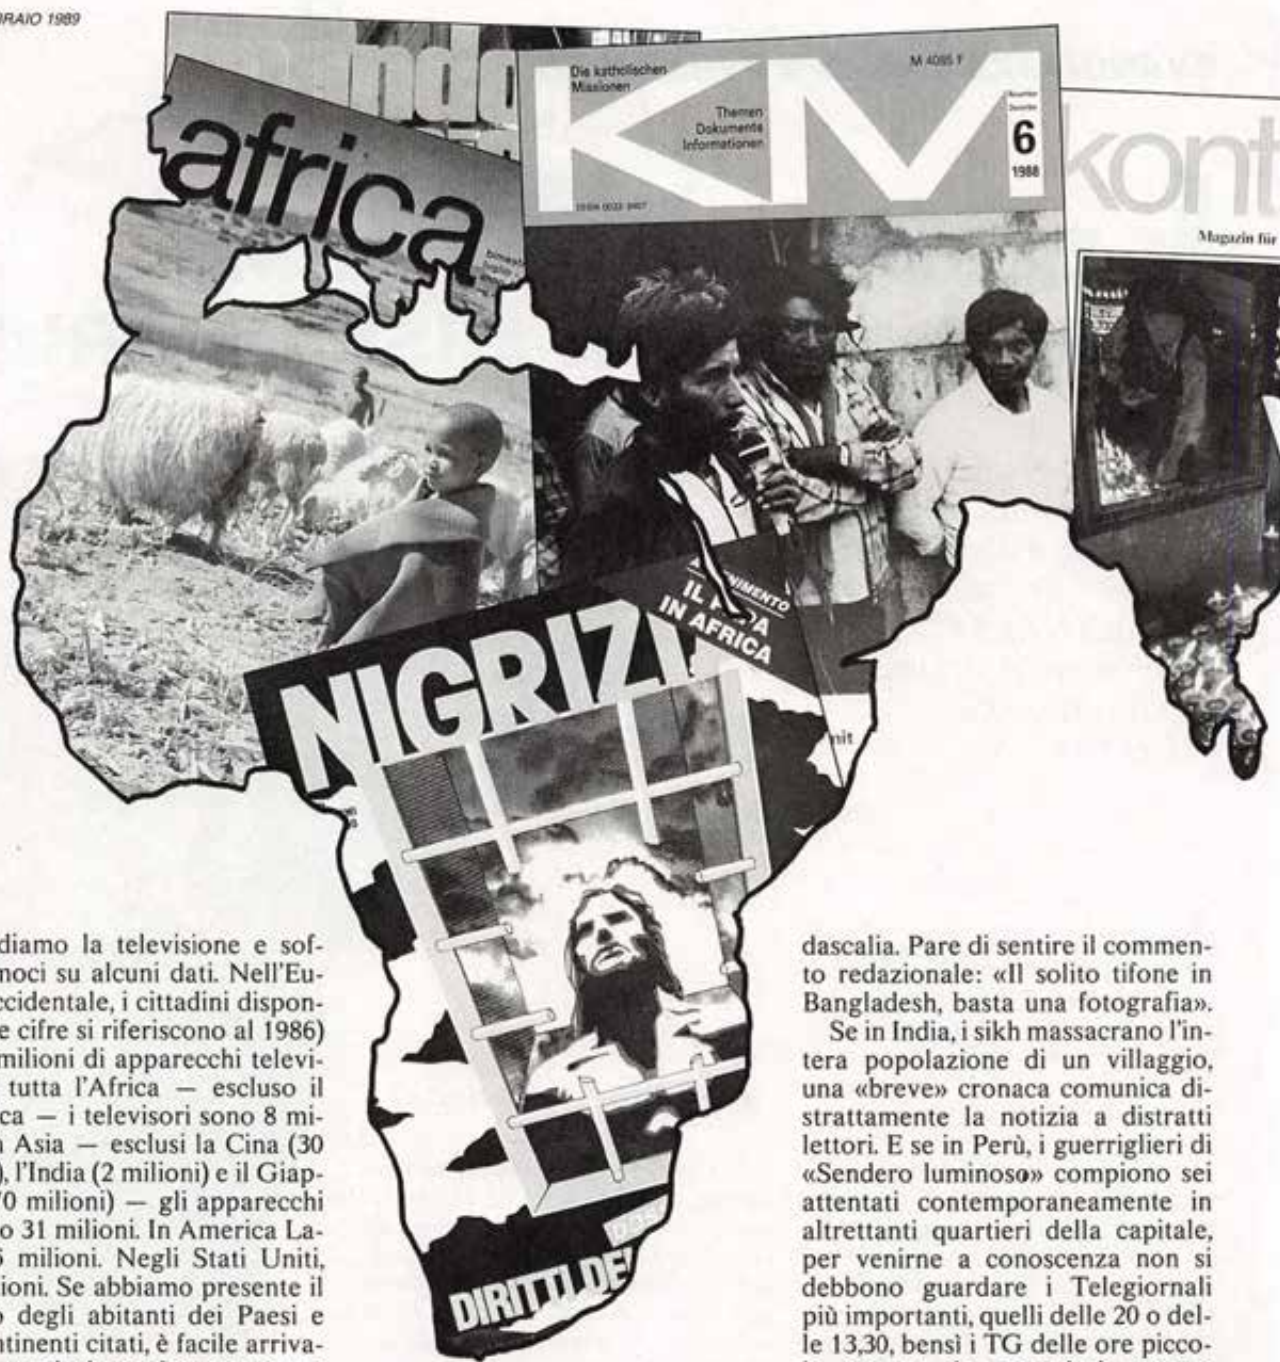 1989
indo
africa
Die katholischen
Missionen
M 4095 F
KM
Themen
Dokumente
Informationen
November
Dezember
6
1988
kont
Magazin für
IL PAPA
IN AFRICA
NIGRIZI
nit
DIRITTI DE
diamo la televisione e sof-
moci su alcuni dati. Nell'Eu-
ccidentale, i cittadini dispon-
e cifre si riferiscono al 1986)
milioni di apparecchi televi-
tutta l'Africa — escluso il
ca — i televisori sono 8 mi-
n Asia — esclusi la Cina (30
), l'India (2 milioni) e il Giap-
70 milioni) — gli apparecchi
o 31 milioni. In America La-
6 milioni. Negli Stati Uniti,
ioni. Se abbiamo presente il
o degli abitanti dei Paesi e
ntinenti citati, è facile arriva-
dascalia. Pare di sentire il commen-
to redazionale: «Il solito tifone in
Bangladesh, basta una fotografia».
Se in India, i sikh massacrano l'in-
tera popolazione di un villaggio,
una «breve» cronaca comunica di-
strattamente la notizia a distratti
lettori. E se in Perù, i guerriglieri di
«Sendero luminoso» compiono sei
attentati contemporaneamente in
altrettanti quartieri della capitale,
per venirne a conoscenza non si
debbono guardare i Telegiornali
più importanti, quelli delle 20 o del-
le 13,30, bensì i TG delle ore picco-